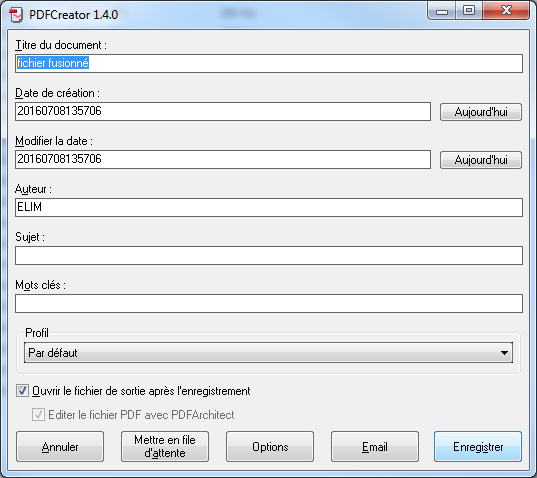 PDFCreator 1.4.0
Titre du document :
fichier fusionné
Date de création :
20160708135706
Aujourd'hui
Modifier la date :
20160708135706
Aujourd'hui
Auteur :
ELIM
Sujet :
Mots clés :
Profil
Par défaut
Ouvrir le fichier de sortie après l'enregistrement
Editer le fichier PDF avec PDFArchitect
Annuler
Mettre en file
d'attente
Options
Email
Enregistrer